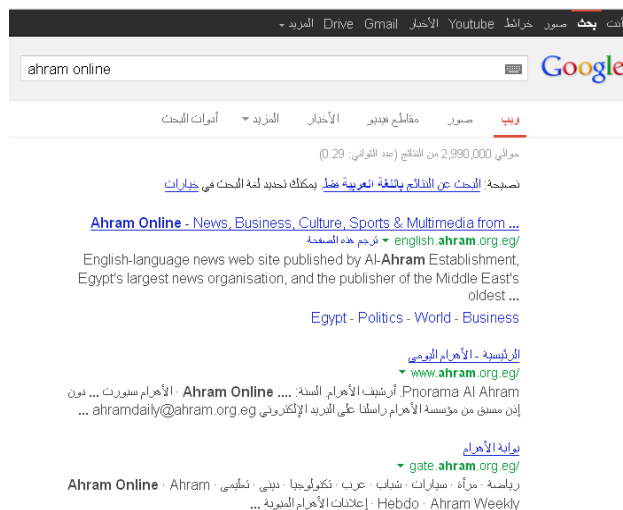 أنت بحث صور خرائط Youtube الأخبار Gmail Drive المزيد
ahram online
Google
ويب صور مقاطع فيديو الأخبار المزيد أدوات البحث
حوالي 2,990,000 من النتائج (عدد الثواني: 0.29)
نصيحة: البحث عن النتائج باللغة العربية فقط. يمكنك تحديد لغة البحث في خيارات
Ahram Online - News, Business, Culture, Sports & Multimedia from ...
english.ahram.org.eg/ ترجم هذه الصفحة
English-language news web site published by Al-Ahram Establishment,
Egypt's largest news organisation, and the publisher of the Middle East's
oldest ...
Egypt - Politics - World - Business
الرئيسية - الأهرام اليومي
www.ahram.org.eg/
Pnorama Al Ahram. أرشيف الأهرام. السنة: .... Ahram Online · الأهرام سبورت ... دون
إذن مسبق من مؤسسة الأهرام راسلنا على البريد الإلكتروني ahramdaily@ahram.org.eg ...
بوابة الأهرام
gate.ahram.org.eg/
رياضة · مرأة · سيارات · شباب · عرب · تكنولوجيا · ديني · تعليمي · Ahram Online · Ahram
Hebdo · Ahram Weekly · إعلانات الأهرام المبوبة ...